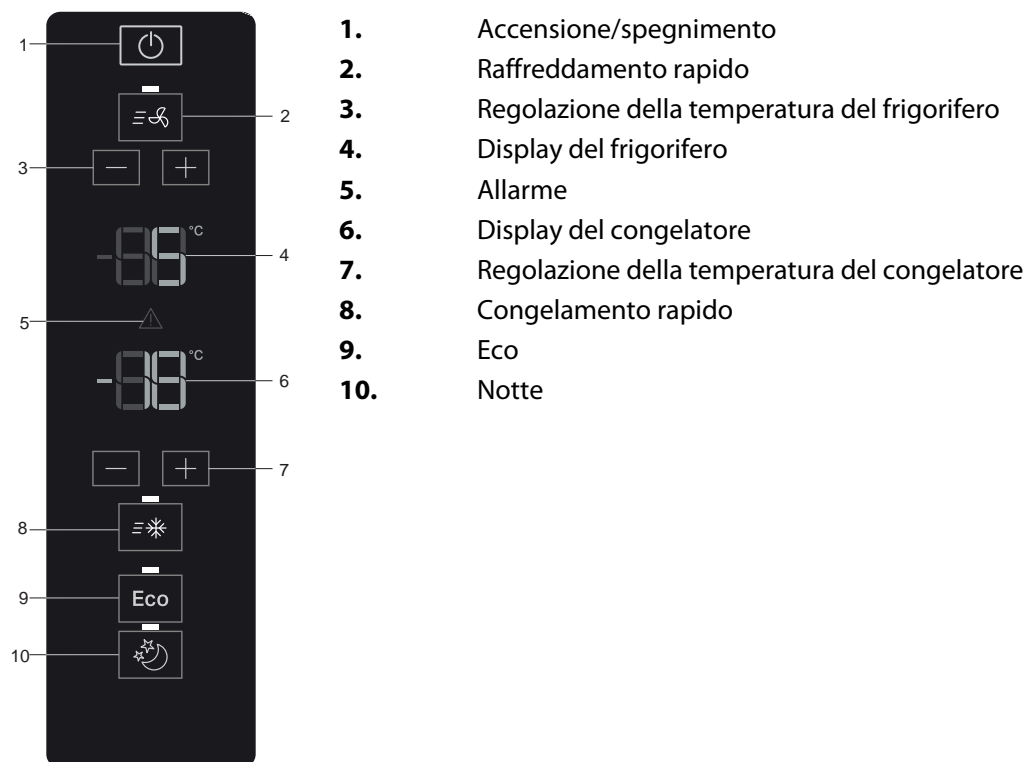 1
2
3
°C
5
4
5
°C
-18
6
7
8
9
Eco
10
1. Accensione/spegnimento
2. Raffreddamento rapido
3. Regolazione della temperatura del frigorifero
4. Display del frigorifero
5. Allarme
6. Display del congelatore
7. Regolazione della temperatura del congelatore
8. Congelamento rapido
9. Eco
10. Notte